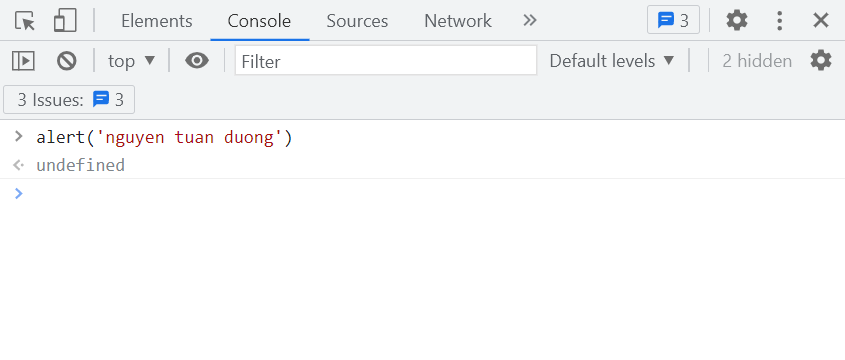 Elements Console Sources Network 3
top Filter Default levels 2 hidden
3 Issues: 3
alert('nguyen tuan duong')
undefined